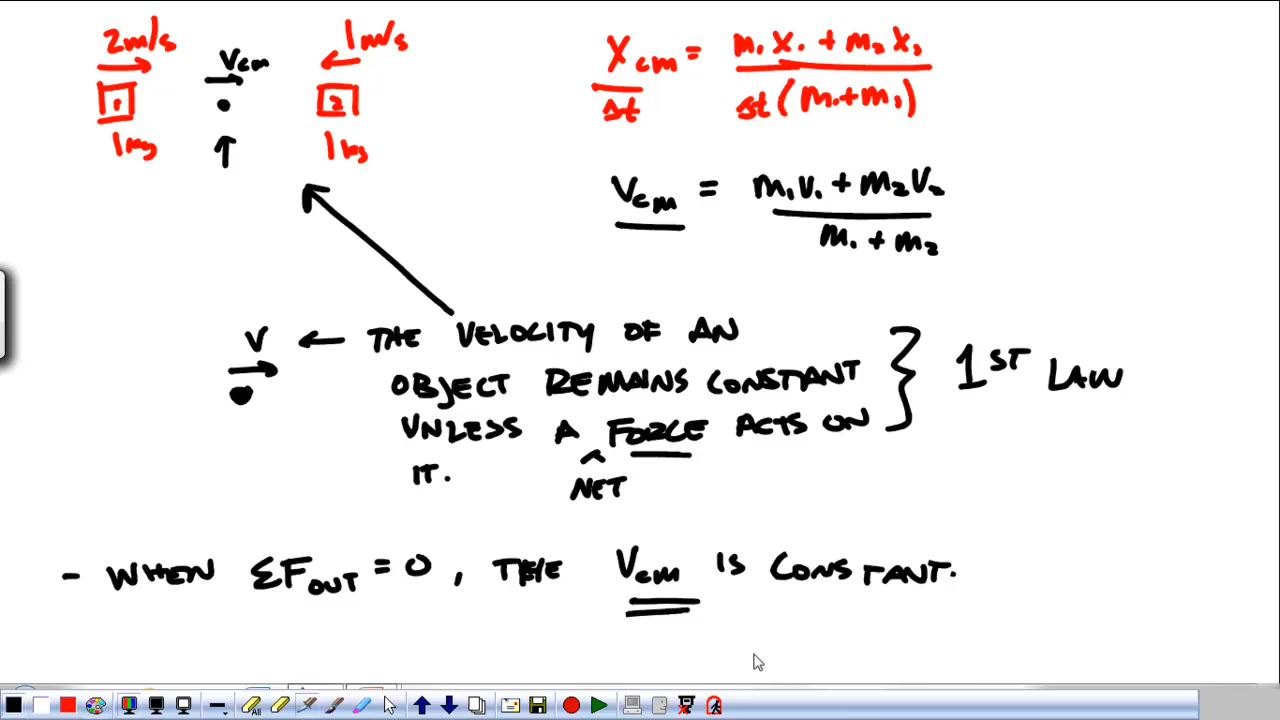 2m/s
Vcm
1m/s
1
2
1kg
1kg
Xcm/Δt = (m₁x₁ + m₂x₂)/(Δt(m₁+m₂))
Vcm = (m₁v₁ + m₂v₂)/(m₁ + m₂)
V ← THE VELOCITY OF AN
OBJECT REMAINS CONSTANT
UNLESS A FORCE ACTS ON
IT. ^ NET
} 1ST LAW
- WHEN ΣF_OUT = 0, THE Vcm IS CONSTANT.
All